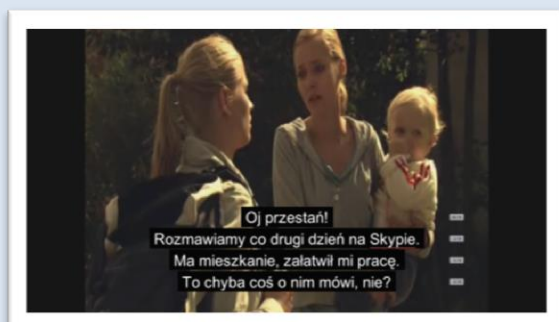 Oj przestań!
Rozmawiamy co drugi dzień na Skypie.
Ma mieszkanie, załatwił mi pracę.
To chyba coś o nim mówi, nie?